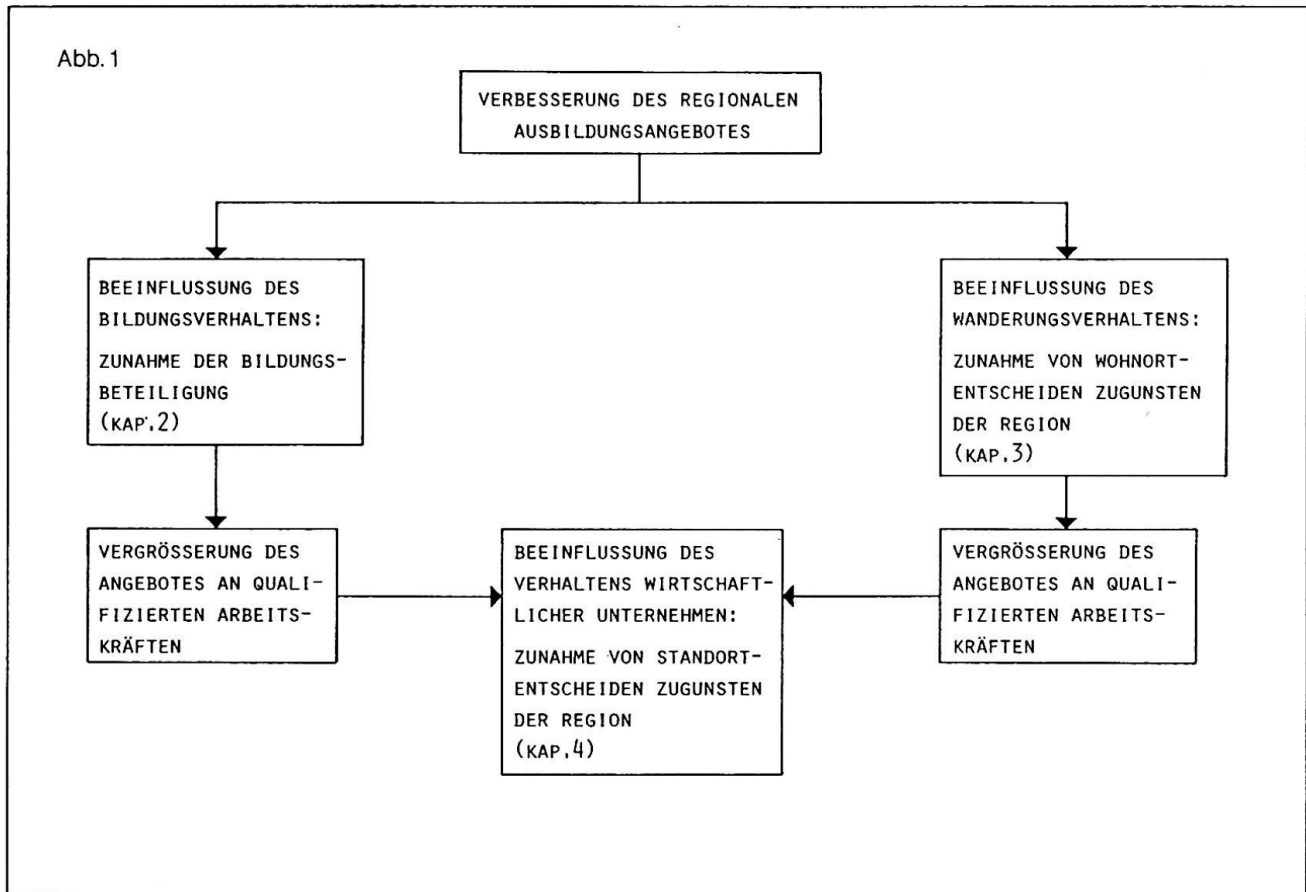 Abb. 1
VERBESSERUNG DES REGIONALEN
AUSBILDUNGSANGEBOTES
BEEINFLUSSUNG DES
BILDUNGSVERHALTENS:
ZUNAHME DER BILDUNGS-
BETEILIGUNG
(KAP.2)
BEEINFLUSSUNG DES
WANDERUNGSVERHALTENS:
ZUNAHME VON WOHNORT-
ENTSCHEIDEN ZUGUNSTEN
DER REGION
(KAP.3)
VERGRÖSSERUNG DES
ANGEBOTES AN QUALI-
FIZIERTEN ARBEITS-
KRÄFTEN
BEEINFLUSSUNG DES
VERHALTENS WIRTSCHAFT-
LICHER UNTERNEHMEN:
ZUNAHME VON STANDORT-
ENTSCHEIDEN ZUGUNSTEN
DER REGION
(KAP.4)
VERGRÖSSERUNG DES
ANGEBOTES AN QUALI-
FIZIERTEN ARBEITS-
KRÄFTEN